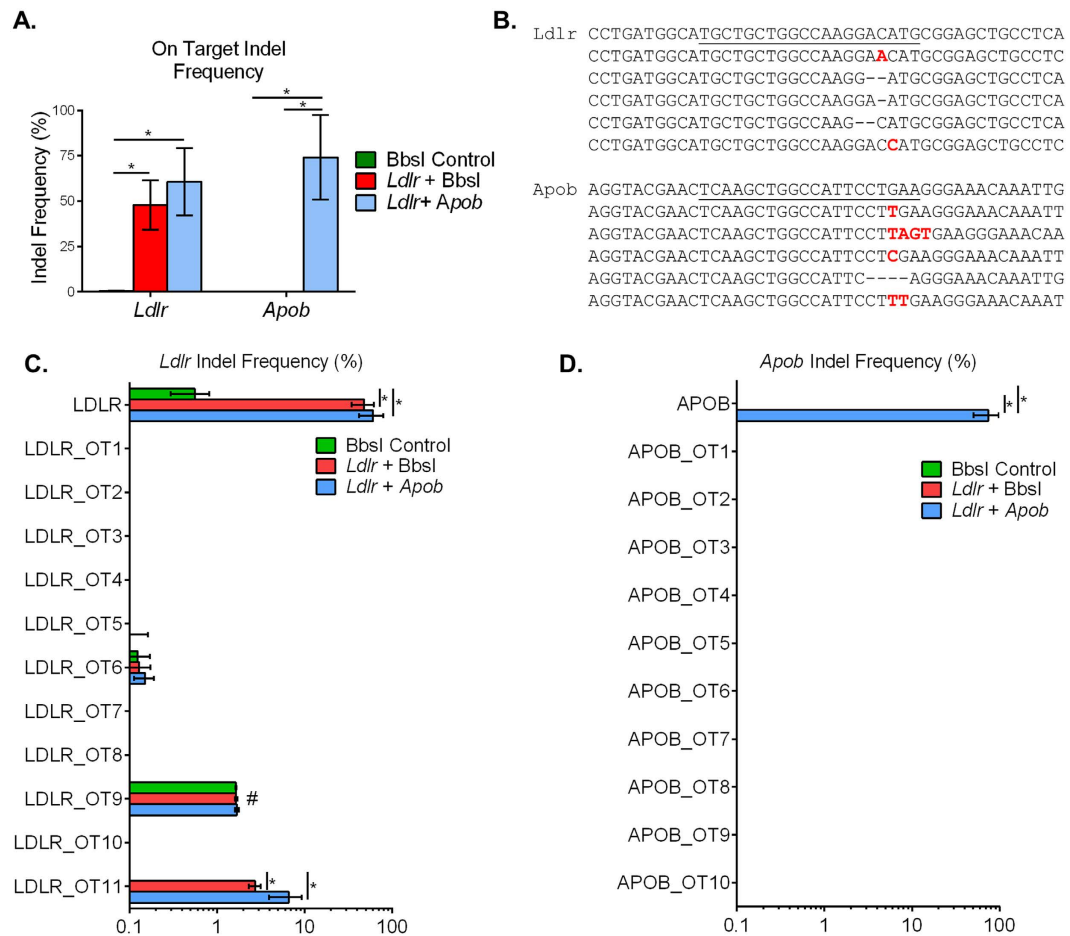 A.
On Target Indel
Frequency
Indel Frequency (%)
100
75
50
25
0
*
*
*
*
Ldlr
Apob
BbsI Control
Ldlr + BbsI
Ldlr+ Apob
B.
Ldlr CCTGATGGCATGCTGCTGGCCAAGGACATGCGGAGCTGCCTCA
CCTGATGGCATGCTGCTGGCCAAGGAACATGCGGAGCTGCCTC
CCTGATGGCATGCTGCTGGCCAAGG--ATGCGGAGCTGCCTCA
CCTGATGGCATGCTGCTGGCCAAGGA-ATGCGGAGCTGCCTCA
CCTGATGGCATGCTGCTGGCCAAG--CATGCGGAGCTGCCTCA
CCTGATGGCATGCTGCTGGCCAAGGACCATGCGGAGCTGCCTC
Apob AGGTACGAACTCAAGCTGGCCATTCCTGAAGGGAAACAAATTG
AGGTACGAACTCAAGCTGGCCATTCCTTGAAGGGAAACAAATT
AGGTACGAACTCAAGCTGGCCATTCCTTAGTGAAGGGAAACAA
AGGTACGAACTCAAGCTGGCCATTCCTCGAAGGGAAACAAATT
AGGTACGAACTCAAGCTGGCCATTC----AGGGAAACAAATTG
AGGTACGAACTCAAGCTGGCCATTCCTTTGAAGGGAAACAAAT
C.
Ldlr Indel Frequency (%)
LDLR
LDLR_OT1
LDLR_OT2
LDLR_OT3
LDLR_OT4
LDLR_OT5
LDLR_OT6
LDLR_OT7
LDLR_OT8
LDLR_OT9
LDLR_OT10
LDLR_OT11
* *
BbsI Control
Ldlr + BbsI
Ldlr + Apob
#
* *
0.1 1 10 100
D.
Apob Indel Frequency (%)
APOB
APOB_OT1
APOB_OT2
APOB_OT3
APOB_OT4
APOB_OT5
APOB_OT6
APOB_OT7
APOB_OT8
APOB_OT9
APOB_OT10
* *
BbsI Control
Ldlr + BbsI
Ldlr + Apob
0.1 1 10 100